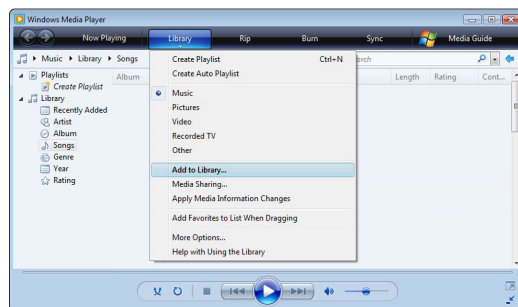 Windows Media Player
Now Playing Library Rip Burn Sync Media Guide
Music Library Songs
Playlists
Create Playlist
Library
Recently Added
Artist
Album
Songs
Genre
Year
Rating
Album
Create Playlist Ctrl+N
Create Auto Playlist
Music
Pictures
Video
Recorded TV
Other
Add to Library...
Media Sharing...
Apply Media Information Changes
Add Favorites to List When Dragging
More Options...
Help with Using the Library
Length Rating Cont...